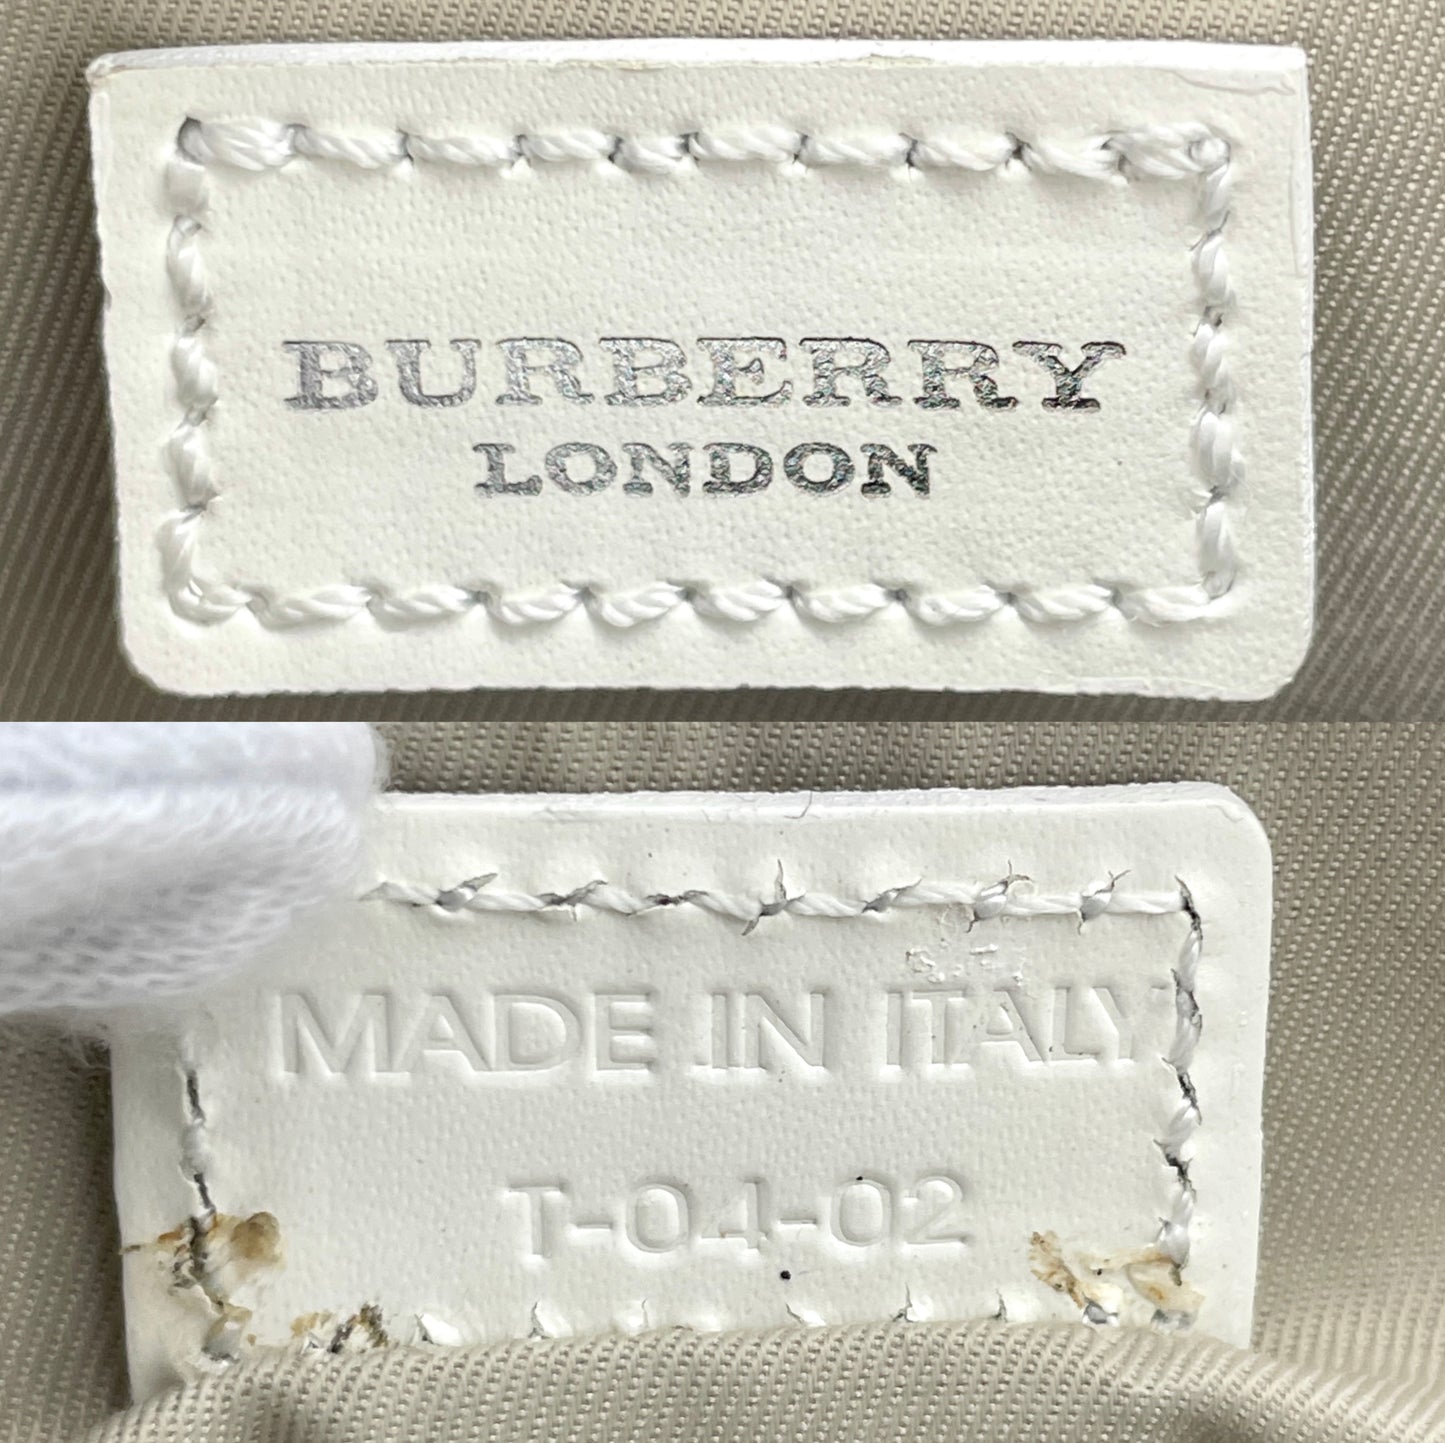 BURBERRY
LONDON
MADE IN ITALY
T-04-02